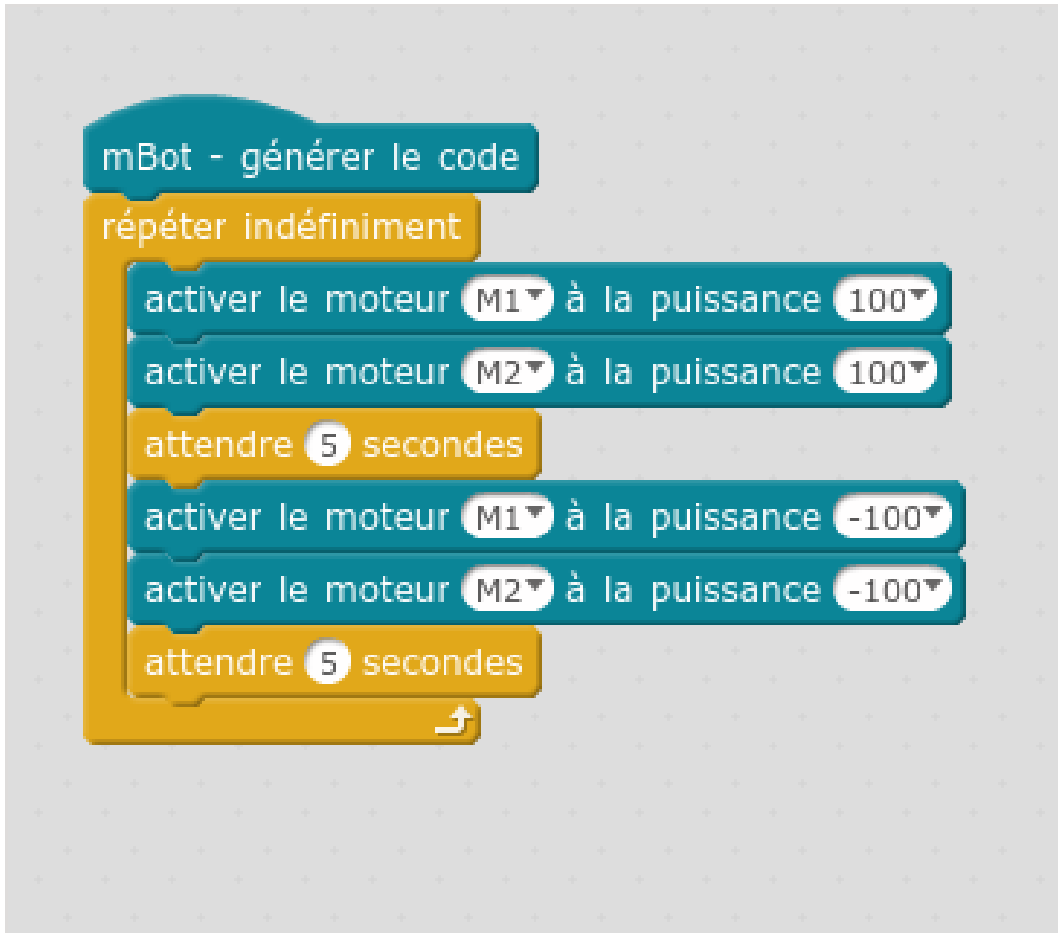 mBot - générer le code
répéter indéfiniment
activer le moteur M1 à la puissance 100
activer le moteur M2 à la puissance 100
attendre 5 secondes
activer le moteur M1 à la puissance -100
activer le moteur M2 à la puissance -100
attendre 5 secondes